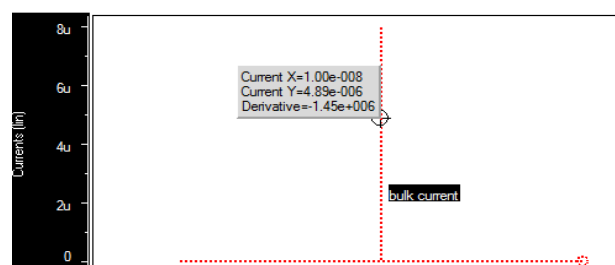 8u
Current X=1.00e-008
Current Y=4.89e-006
Derivative=-1.45e+006
6u
Currents (lin)
4u
bulk current
2u
0